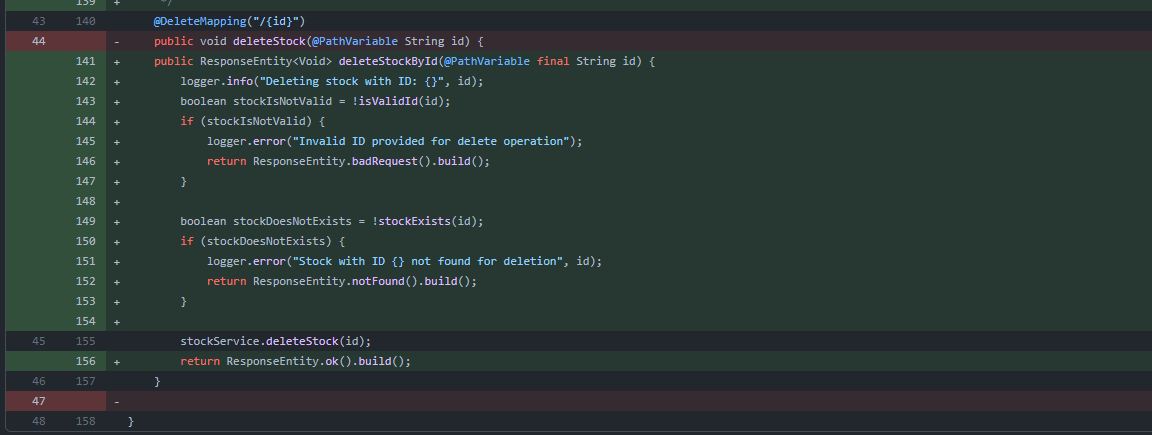 139 + */
43 140 @DeleteMapping("/{id}")
44 - public void deleteStock(@PathVariable String id) {
141 + public ResponseEntity<Void> deleteStockById(@PathVariable final String id) {
142 + logger.info("Deleting stock with ID: {}", id);
143 + boolean stockIsNotValid = !isValidId(id);
144 + if (stockIsNotValid) {
145 + logger.error("Invalid ID provided for delete operation");
146 + return ResponseEntity.badRequest().build();
147 + }
148 +
149 + boolean stockDoesNotExists = !stockExists(id);
150 + if (stockDoesNotExists) {
151 + logger.error("Stock with ID {} not found for deletion", id);
152 + return ResponseEntity.notFound().build();
153 + }
154 +
45 155 stockService.deleteStock(id);
156 + return ResponseEntity.ok().build();
46 157 }
47 -
48 158 }